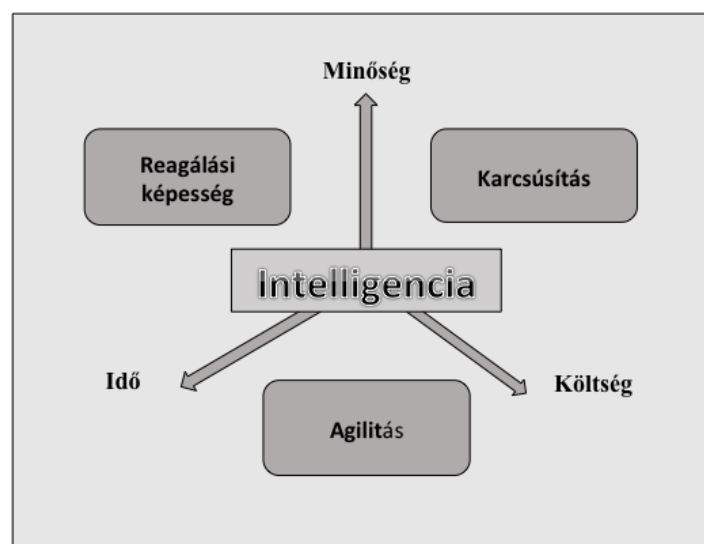 Minőség
Reagálási
képesség
Karcsúsítás
Intelligencia
Idő
Költség
Agilitás